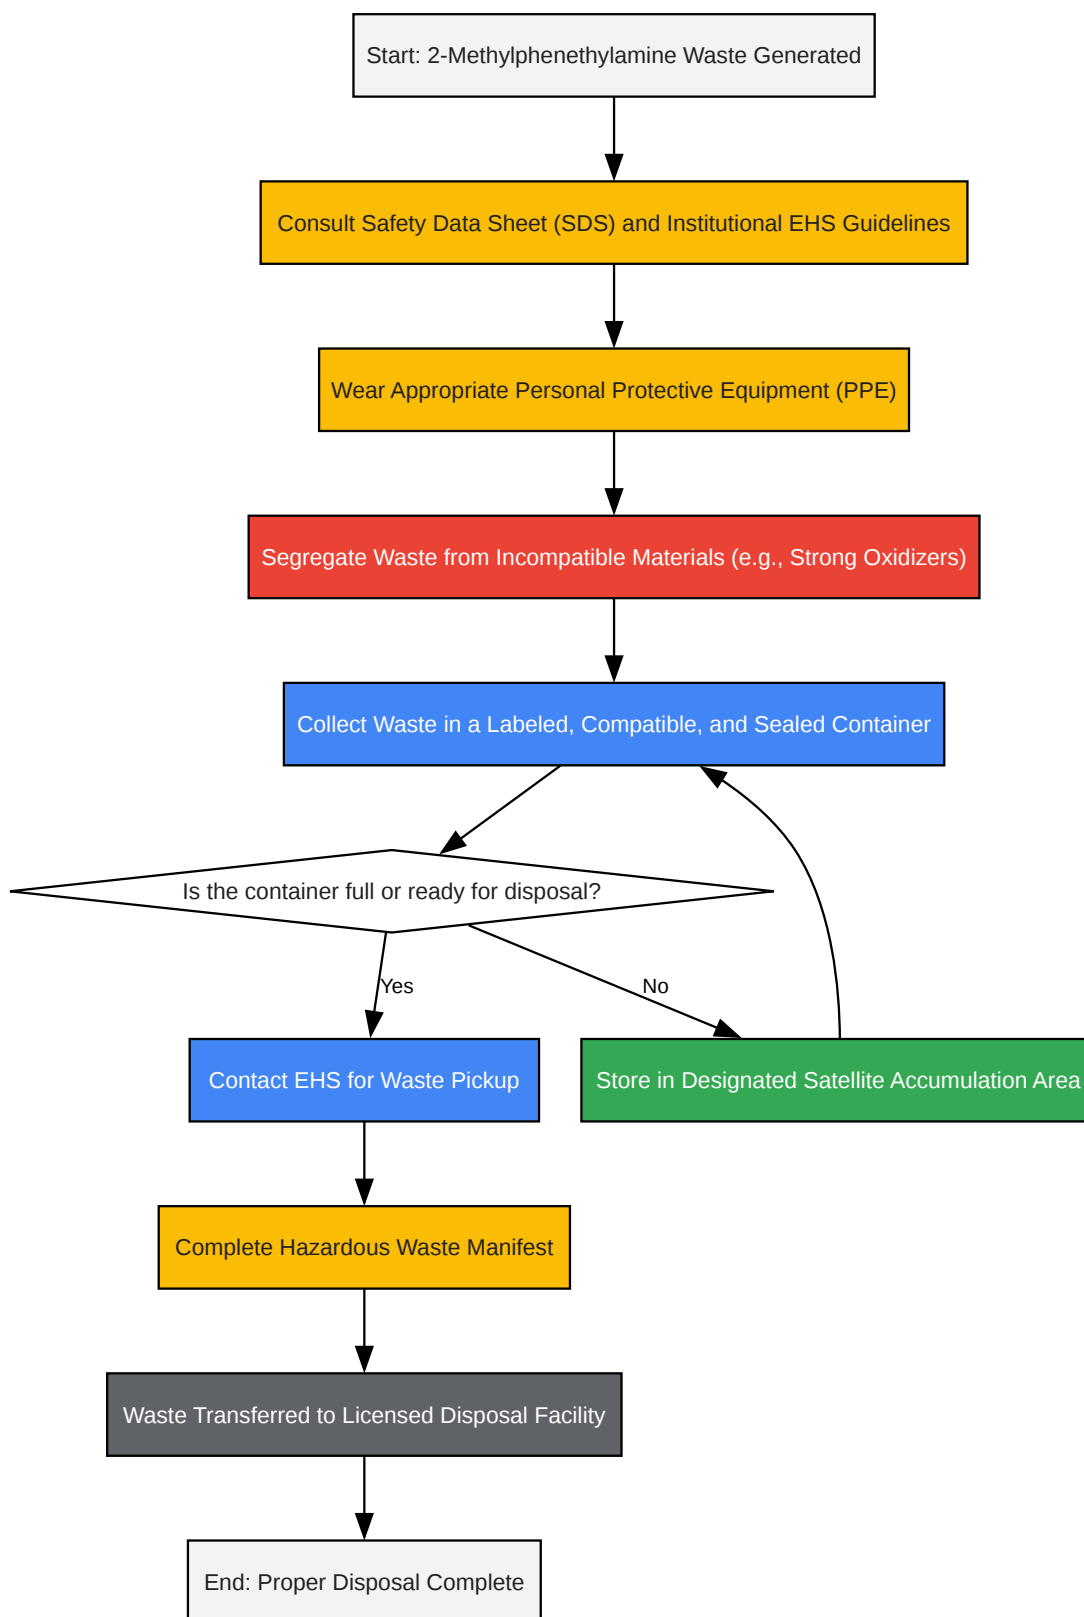 Start: 2-Methylphenethylamine Waste Generated
Consult Safety Data Sheet (SDS) and Institutional EHS Guidelines
Wear Appropriate Personal Protective Equipment (PPE)
Segregate Waste from Incompatible Materials (e.g., Strong Oxidizers)
Collect Waste in a Labeled, Compatible, and Sealed Container
Is the container full or ready for disposal?
Yes
No
Contact EHS for Waste Pickup
Store in Designated Satellite Accumulation Area
Complete Hazardous Waste Manifest
Waste Transferred to Licensed Disposal Facility
End: Proper Disposal Complete